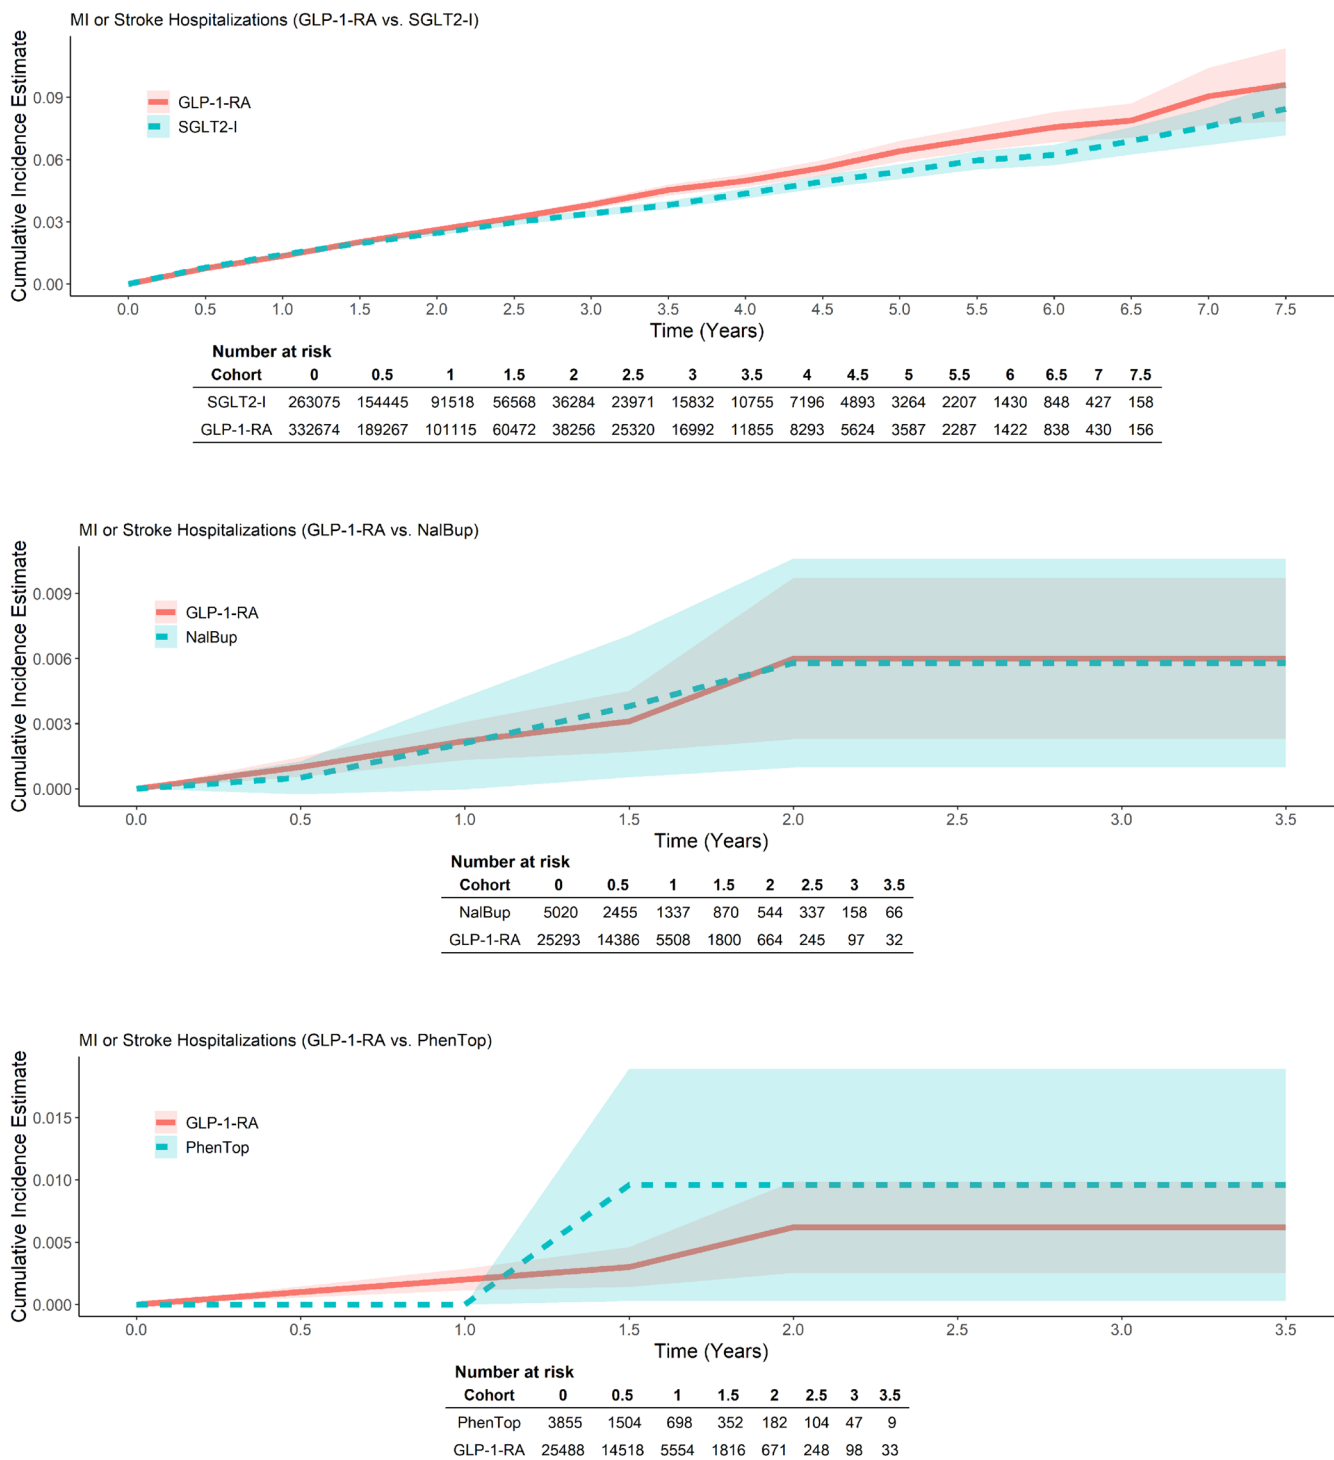 MI or Stroke Hospitalizations (GLP-1-RA vs. SGLT2-I)
Cumulative Incidence Estimate
0.09
0.06
0.03
0.00
GLP-1-RA
SGLT2-I
0.0 0.5 1.0 1.5 2.0 2.5 3.0 3.5 4.0 4.5 5.0 5.5 6.0 6.5 7.0 7.5
Time (Years)
Number at risk
Cohort 0 0.5 1 1.5 2 2.5 3 3.5 4 4.5 5 5.5 6 6.5 7 7.5
SGLT2-I 263075 154445 91518 56568 36284 23971 15832 10755 7196 4893 3264 2207 1430 848 427 158
GLP-1-RA 332674 189267 101115 60472 38256 25320 16992 11855 8293 5624 3587 2287 1422 838 430 156
MI or Stroke Hospitalizations (GLP-1-RA vs. NalBup)
Cumulative Incidence Estimate
0.009
0.006
0.003
0.000
GLP-1-RA
NalBup
0.0 0.5 1.0 1.5 2.0 2.5 3.0 3.5
Time (Years)
Number at risk
Cohort 0 0.5 1 1.5 2 2.5 3 3.5
NalBup 5020 2455 1337 870 544 337 158 66
GLP-1-RA 25293 14386 5508 1800 664 245 97 32
MI or Stroke Hospitalizations (GLP-1-RA vs. PhenTop)
Cumulative Incidence Estimate
0.015
0.010
0.005
0.000
GLP-1-RA
PhenTop
0.0 0.5 1.0 1.5 2.0 2.5 3.0 3.5
Time (Years)
Number at risk
Cohort 0 0.5 1 1.5 2 2.5 3 3.5
PhenTop 3855 1504 698 352 182 104 47 9
GLP-1-RA 25488 14518 5554 1816 671 248 98 33